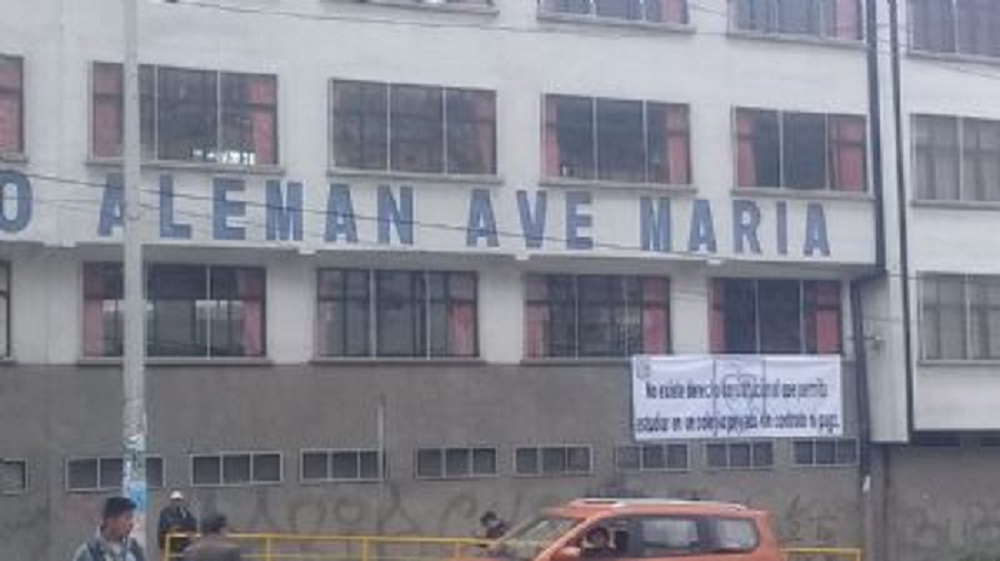 O ALEMAN AVE MARIA
No existe derecho constitucional que permita
estudiar en un colegio privado sin contrato ni pago.